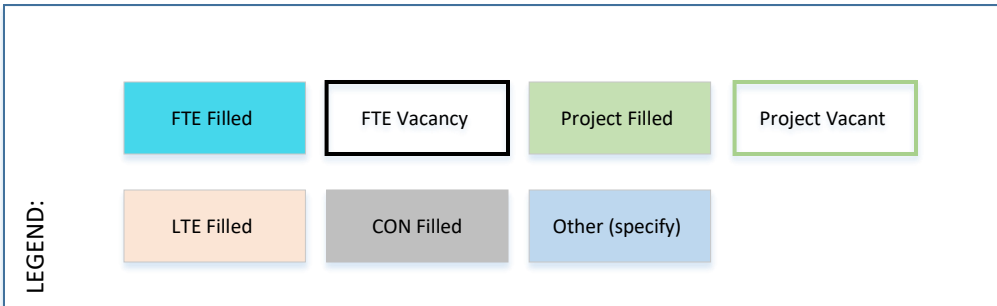 FTE Filled
FTE Vacancy
Project Filled
Project Vacant
LTE Filled
CON Filled
Other (specify)
LEGEND: